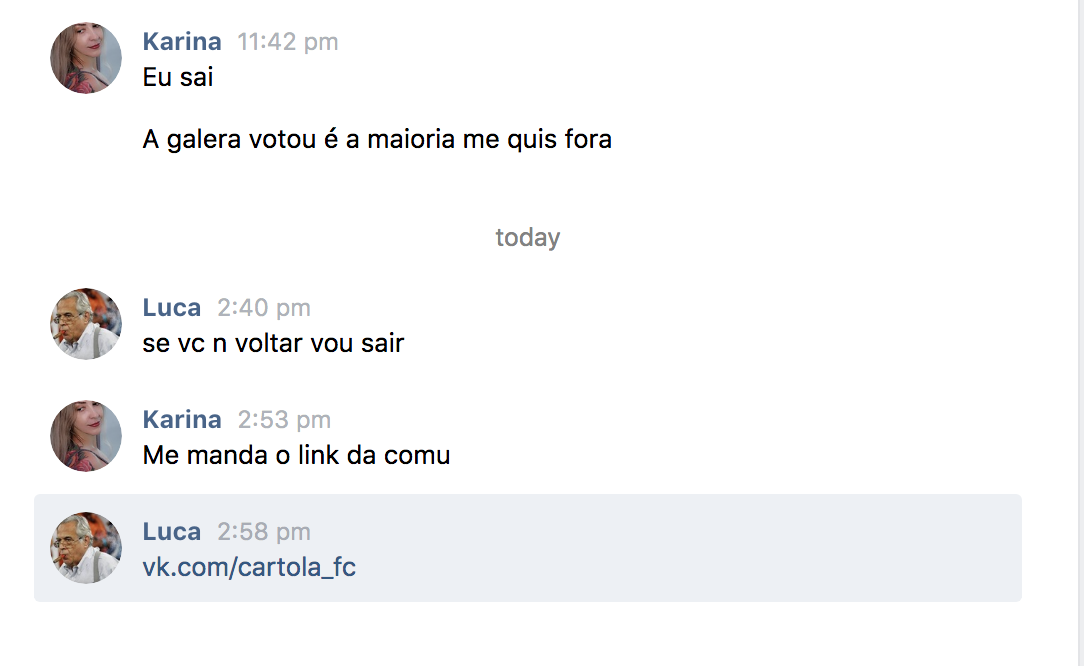 Karina 11:42 pm
Eu sai
A galera votou é a maioria me quis fora
today
Luca 2:40 pm
se vc n voltar vou sair
Karina 2:53 pm
Me manda o link da comu
Luca 2:58 pm
vk.com/cartola_fc